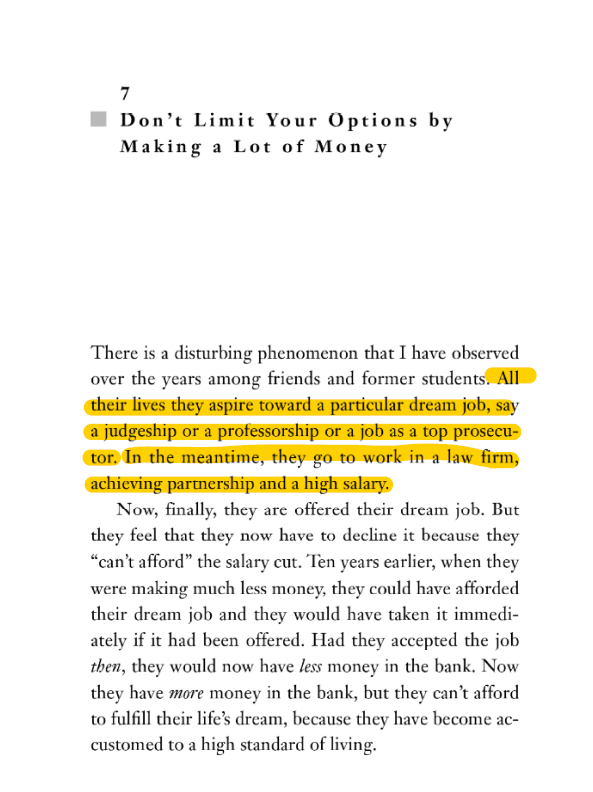 7
Don't Limit Your Options by
Making a Lot of Money
There is a disturbing phenomenon that I have observed
over the years among friends and former students. All
their lives they aspire toward a particular dream job, say
a judgeship or a professorship or a job as a top prosecu-
tor. In the meantime, they go to work in a law firm,
achieving partnership and a high salary.
Now, finally, they are offered their dream job. But
they feel that they now have to decline it because they
“can't afford” the salary cut. Ten years earlier, when they
were making much less money, they could have afforded
their dream job and they would have taken it immedi-
ately if it had been offered. Had they accepted the job
then, they would now have less money in the bank. Now
they have more money in the bank, but they can't afford
to fulfill their life's dream, because they have become ac-
customed to a high standard of living.